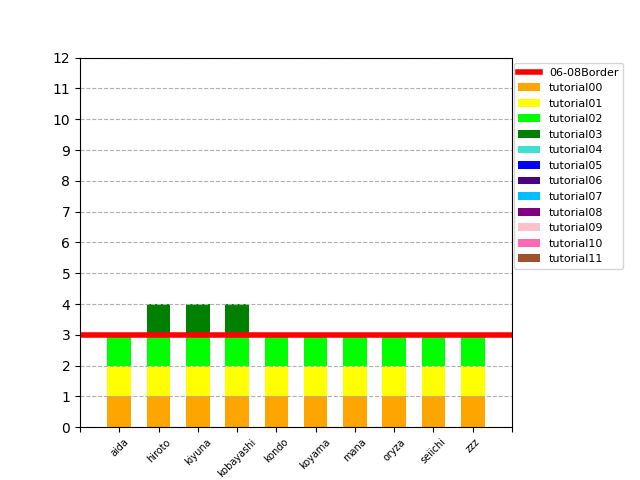 12
11
10
9
8
7
6
5
4
3
2
1
0
aida
hiroto
kiyuna
kobayashi
kondo
koyama
mana
oryza
seiichi
zzz
06-08Border
tutorial00
tutorial01
tutorial02
tutorial03
tutorial04
tutorial05
tutorial06
tutorial07
tutorial08
tutorial09
tutorial10
tutorial11